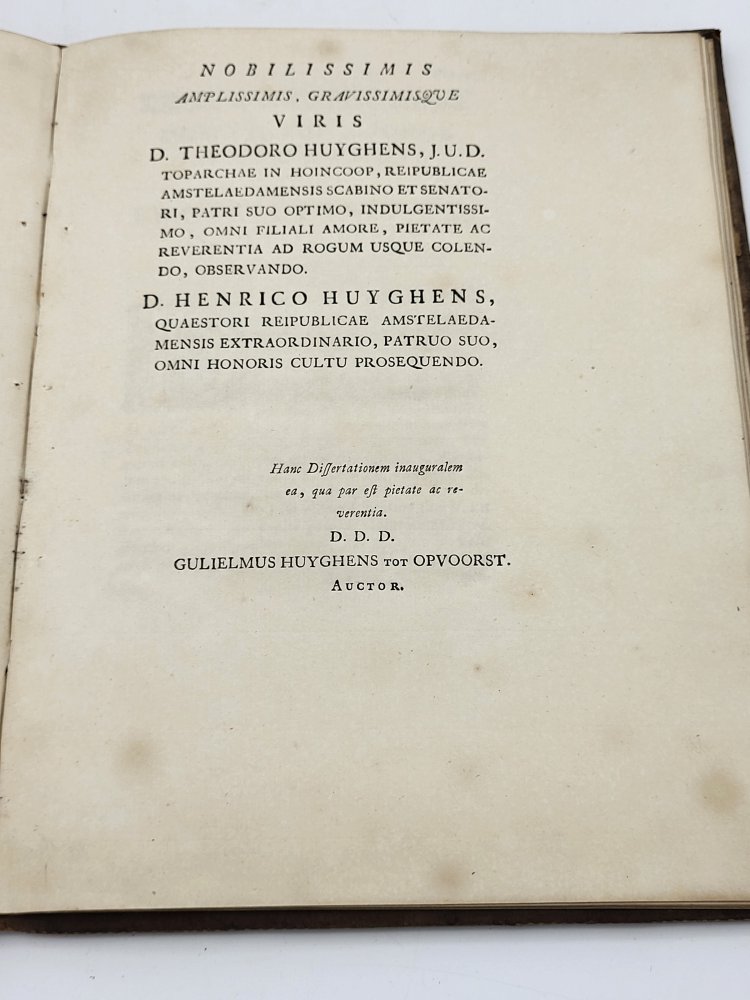 NOBILISSIMIS
AMPLISSIMIS, GRAVISSIMISQVE
VIRIS
D. THEODORO HUYGHENS, J.U.D.
TOPARCHAE IN HOINCOOP, REIPUBLICAE
AMSTELAEDAMENSIS SCABINO ET SENATO-
RI, PATRI SUO OPTIMO, INDULGENTISSI-
MO, OMNI FILIALI AMORE, PIETATE AC
REVERENTIA AD ROGUM USQUE COLEN-
DO, OBSERVANDO.
D. HENRICO HUYGHENS,
QUAESTORI REIPUBLICAE AMSTELAEDA-
MENSIS EXTRAORDINARIO, PATRUO SUO,
OMNI HONORIS CULTU PROSEQUENDO.
Hanc Diſſertationem inauguralem
ea, qua par eſt pietate ac re-
verentia.
D. D. D.
GULIELMUS HUYGHENS TOT OPVOORST.
AUCTOR.